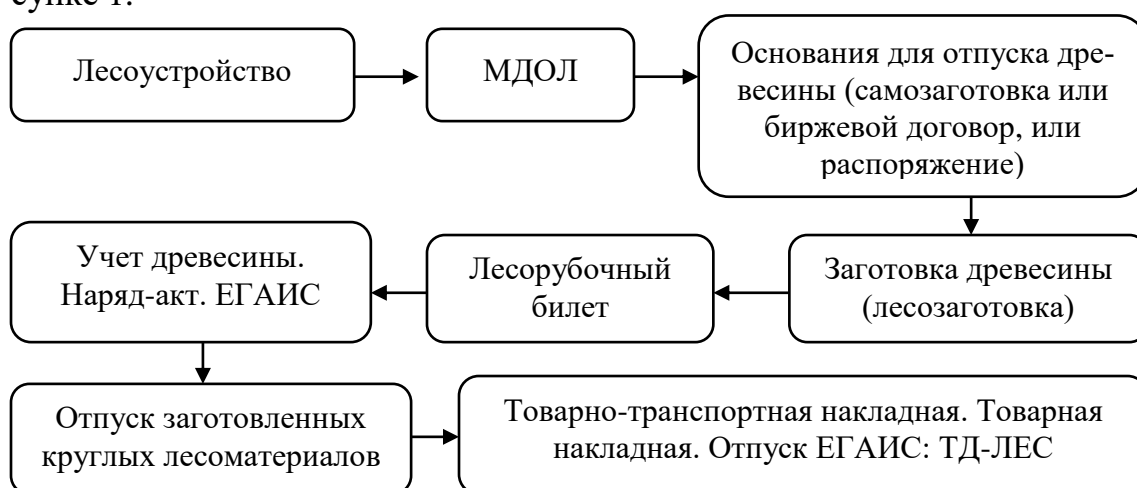 сунке 1.
Лесоустройство
МДОЛ
Основания для отпуска дре-
весины (самозаготовка или
биржевой договор, или
распоряжение)
Учет древесины.
Наряд-акт. ЕГАИС
Лесорубочный
билет
Заготовка древесины
(лесозаготовка)
Отпуск заготовленных
круглых лесоматериалов
Товарно-транспортная накладная. Товарная
накладная. Отпуск ЕГАИС: ТД-ЛЕС